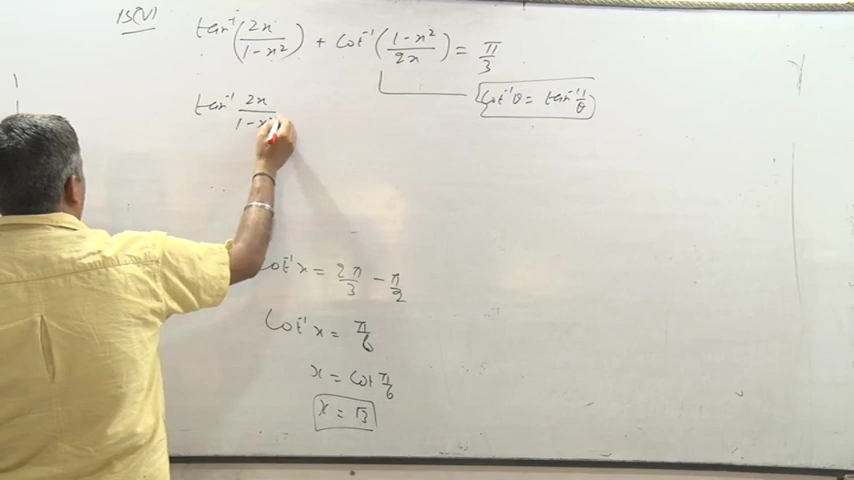 15(V) tan⁻¹(2x/(1-x²)) + Cot⁻¹((1-x²)/2x) = π/3
Cot⁻¹θ = tan⁻¹ 1/θ
tan⁻¹ 2x/(1-x²
Cot⁻¹x = 2π/3 - π/2
Cot⁻¹x = π/6
x = Cot π/6
x = √3